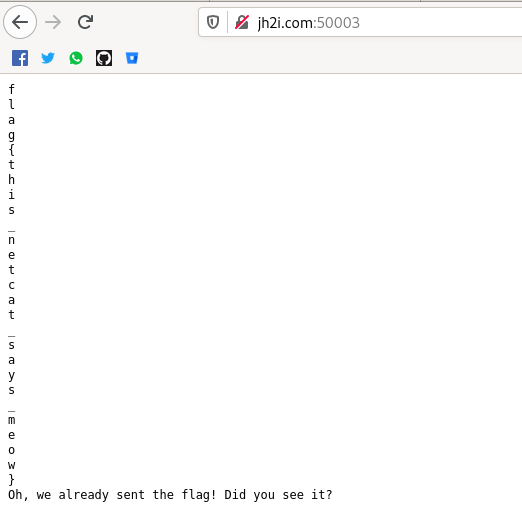 jh2i.com:50003
f
l
a
g
{
t
h
i
s
_
n
e
t
c
a
t
_
s
a
y
s
_
m
e
o
w
}
Oh, we already sent the flag! Did you see it?